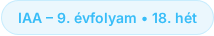 IAA – 9. évfolyam • 18. hét